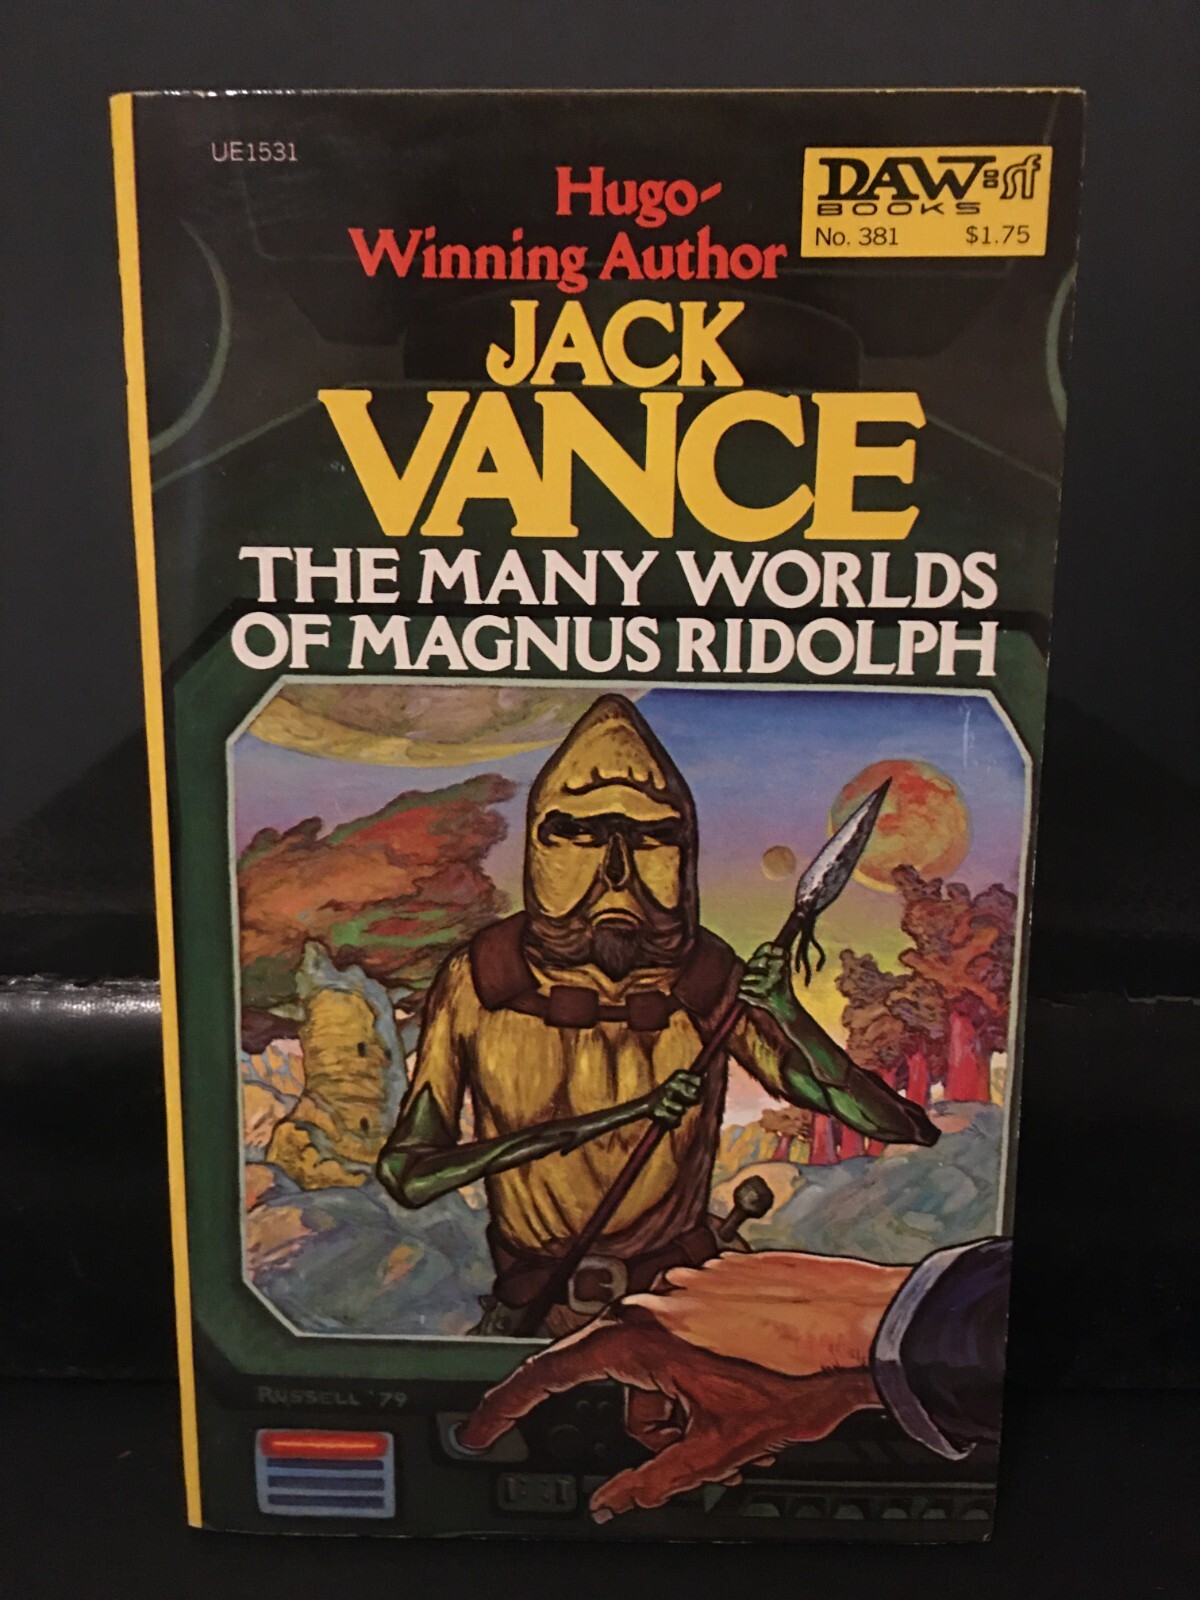 UE1531
Hugo-
Winning Author
DAW sf
BOOKS
No. 381 $1.75
JACK
VANCE
THE MANY WORLDS
OF MAGNUS RIDOLPH
RUSSELL '79